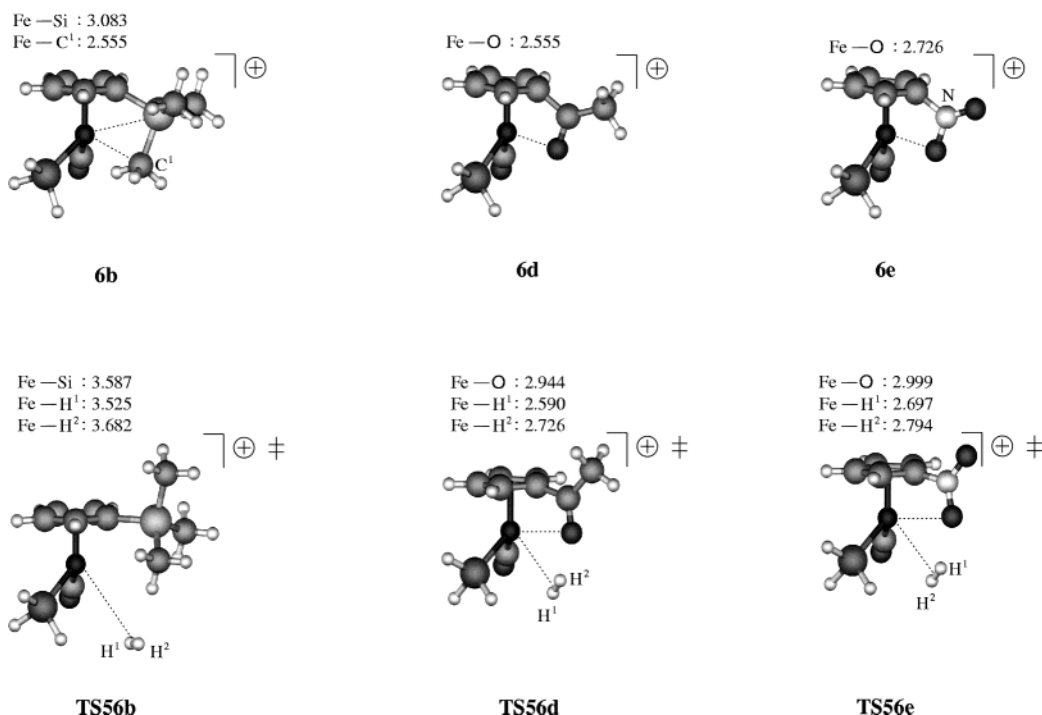 Fe — Si : 3.083
Fe — C¹ : 2.555
⊕
C¹
6b
Fe — O : 2.555
⊕
6d
Fe — O : 2.726
⊕
N
6e
Fe — Si : 3.587
Fe — H¹ : 3.525
Fe — H² : 3.682
⊕ ‡
H¹ H²
TS56b
Fe — O : 2.944
Fe — H¹ : 2.590
Fe — H² : 2.726
⊕ ‡
H²
H¹
TS56d
Fe — O : 2.999
Fe — H¹ : 2.697
Fe — H² : 2.794
⊕ ‡
H¹
H²
TS56e